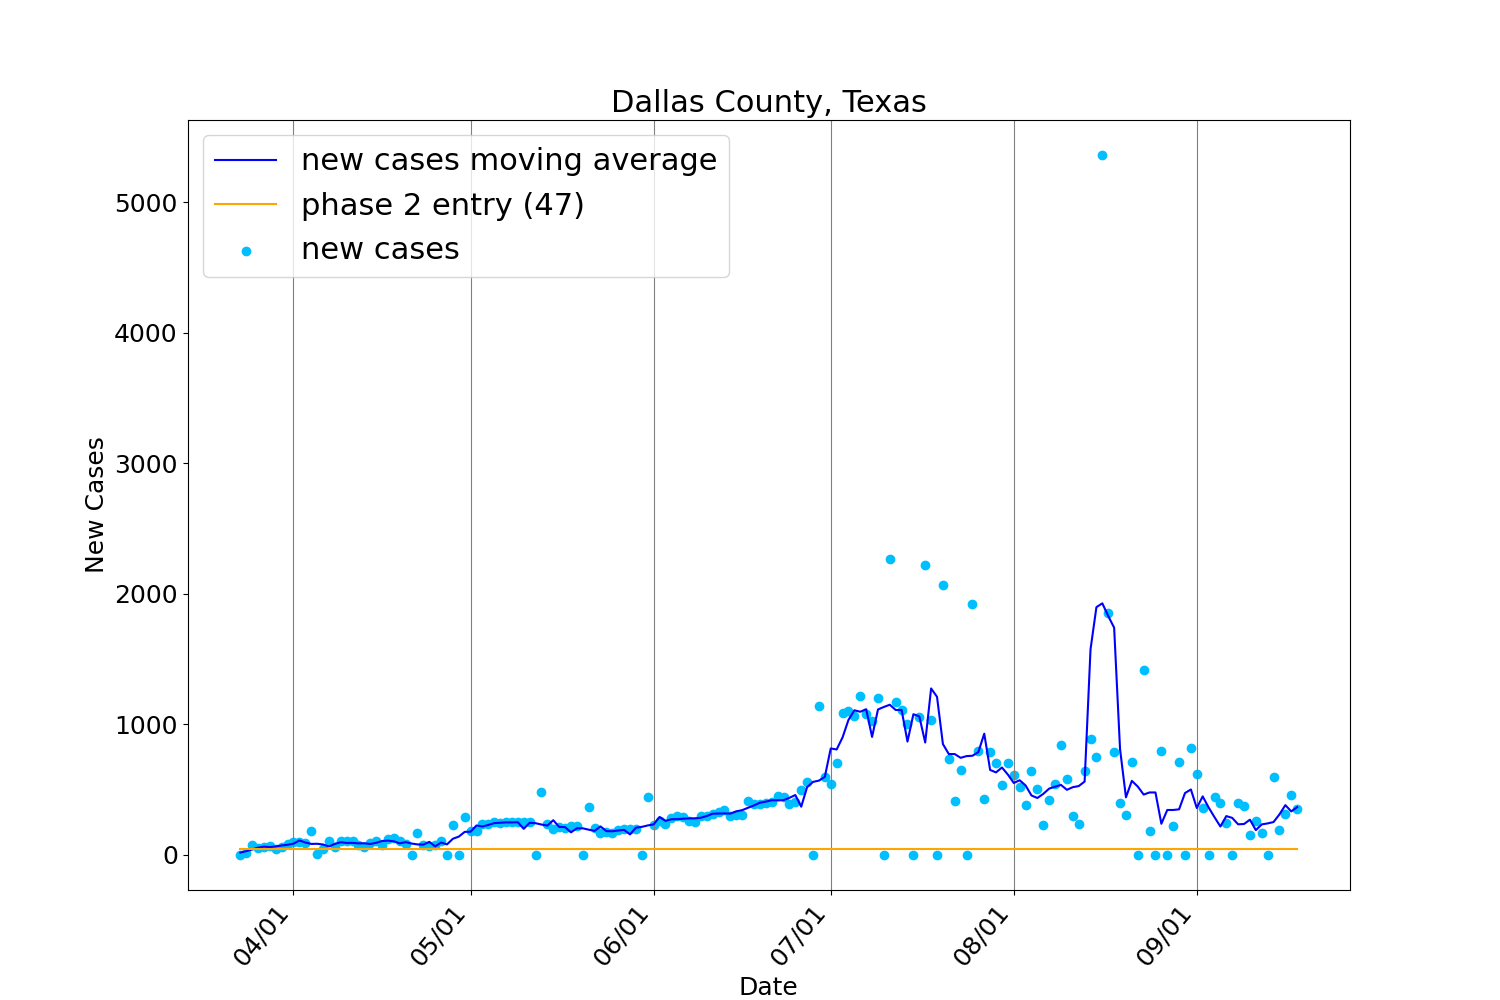 Dallas County, Texas
new cases moving average
phase 2 entry (47)
new cases
5000
4000
3000
2000
1000
0
New Cases
04/01
05/01
06/01
07/01
08/01
09/01
Date